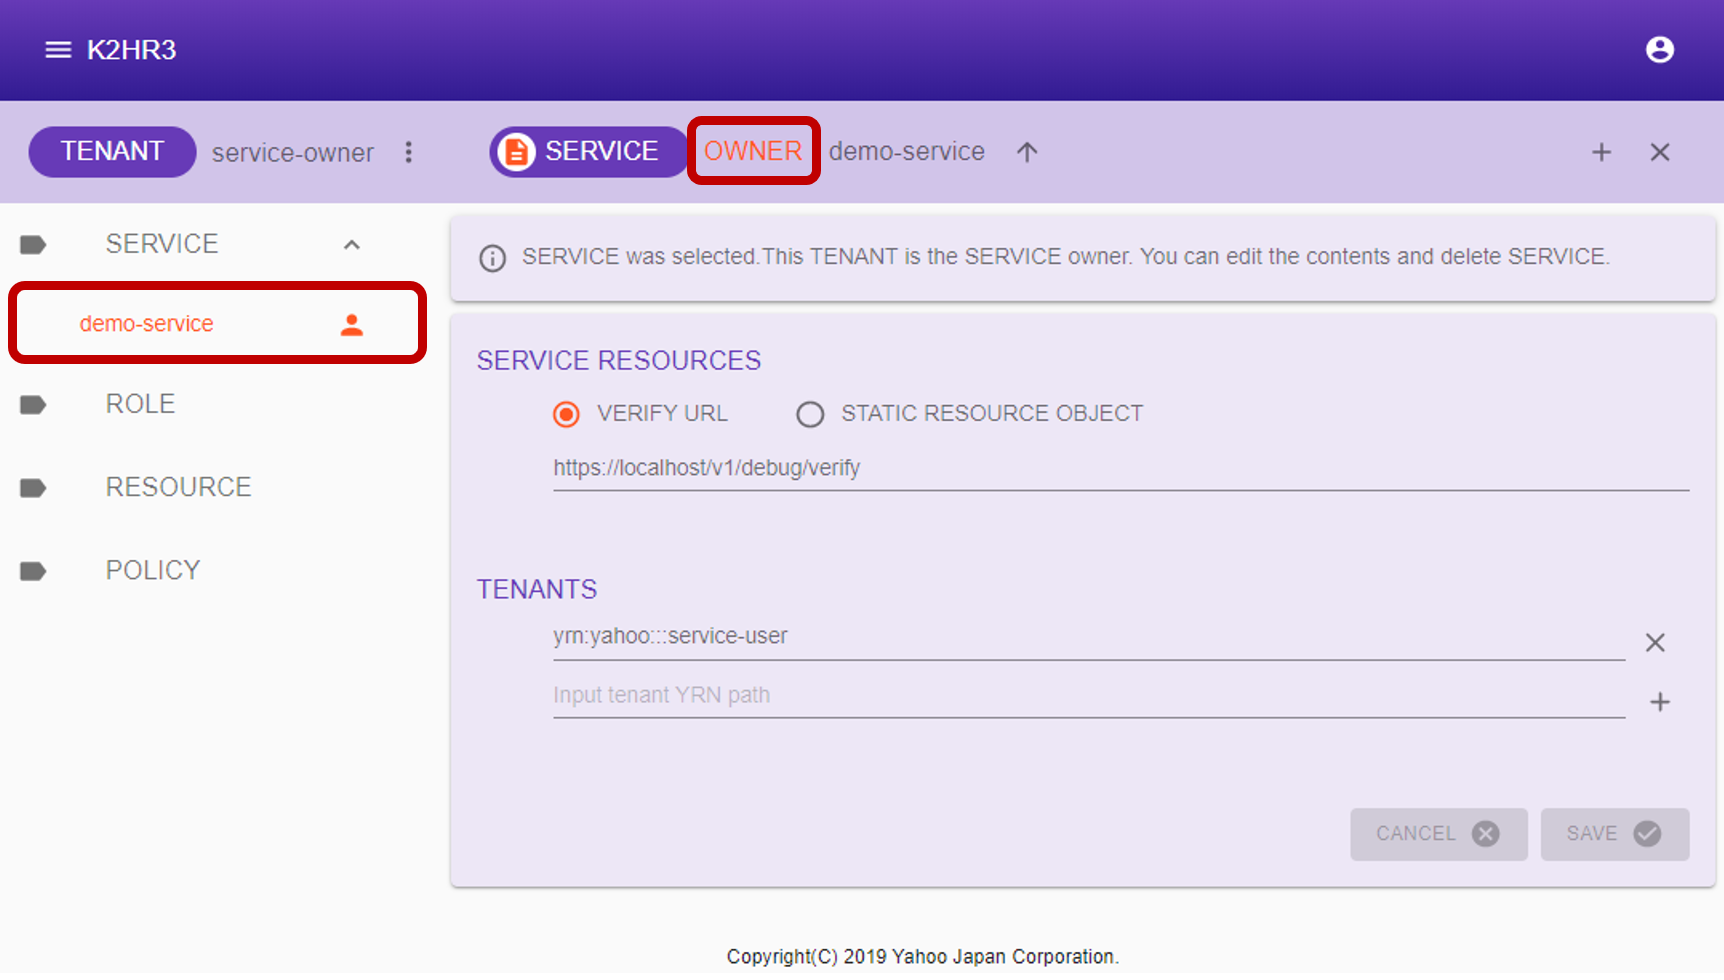 K2HR3
TENANT service-owner
SERVICE OWNER demo-service
SERVICE
demo-service
ROLE
RESOURCE
POLICY
SERVICE was selected.This TENANT is the SERVICE owner. You can edit the contents and delete SERVICE.
SERVICE RESOURCES
VERIFY URL STATIC RESOURCE OBJECT
https://localhost/v1/debug/verify
TENANTS
yrn:yahoo:::service-user
Input tenant YRN path
CANCEL SAVE
Copyright(C) 2019 Yahoo Japan Corporation.